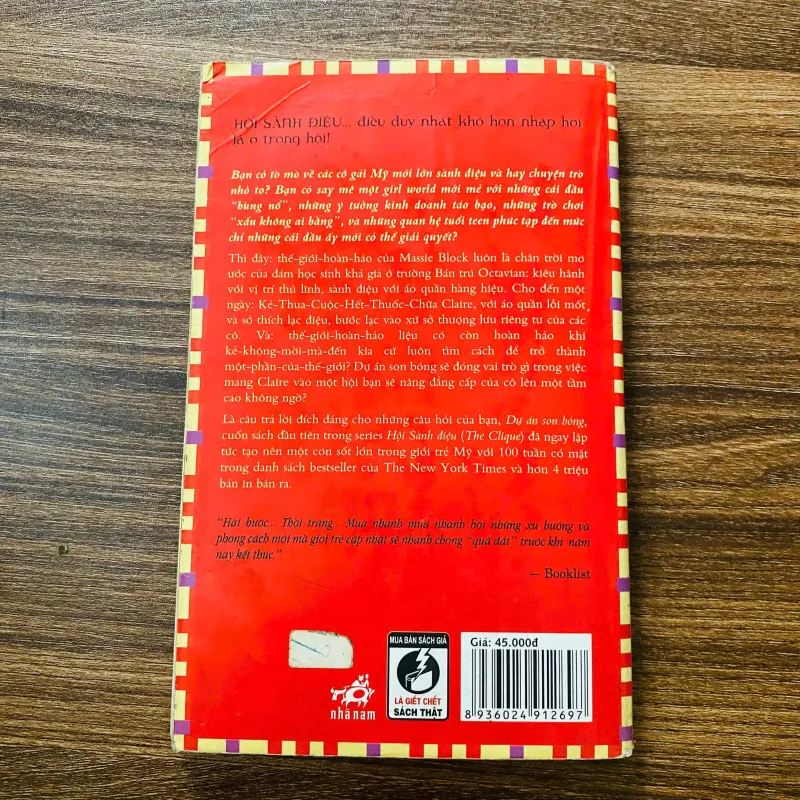 HỘI SÀNH ĐIỆU... điều duy nhất khó hơn nhập hội
là ở trong hội!
Bạn có tò mò về các cô gái Mỹ mới lớn sành điệu và hay chuyện trò
nhỏ to? Bạn có say mê một girl world mới mẻ với những cái đầu
“bùng nổ”, những ý tưởng kinh doanh táo bạo, những trò chơi
“xấu không ai bằng”, và những quan hệ tuổi teen phức tạp đến mức
chỉ những cái đầu ấy mới có thể giải quyết?
Thì đây: thế-giới-hoàn-hảo của Massie Block luôn là chân trời mơ
ước của đám học sinh khá giả ở trường Bán trú Octavian: kiêu hãnh
với vị trí thủ lĩnh, sành điệu với áo quần hàng hiệu. Cho đến một
ngày: Kẻ-Thua-Cuộc-Hết-Thuốc-Chữa Claire, với áo quần lỗi mốt
và sở thích lạc điệu, bước lạc vào xứ sở thượng lưu riêng tư của các
cô. Và: thế-giới-hoàn-hảo liệu có còn hoàn hảo khi
kẻ-không-mời-mà-đến kia cứ luôn tìm cách để trở thành
một-phần-của-thế-giới? Dự án son bóng sẽ đóng vai trò gì trong việc
mang Claire vào một hội bạn sẽ nâng đẳng cấp của cô lên một tầm
cao không ngờ?
Là câu trả lời đích đáng cho những câu hỏi của bạn, Dự án son bóng,
cuốn sách đầu tiên trong series Hội Sành điệu (The Clique) đã ngay lập
tức tạo nên một cơn sốt lớn trong giới trẻ Mỹ với 100 tuần có mặt
trong danh sách bestseller của The New York Times và hơn 4 triệu
bản in bán ra.
“Hài hước... Thời trang... Mua nhanh mua nhanh bởi những xu hướng và
phong cách mới mà giới trẻ cập nhật sẽ nhanh chóng “quá đát” trước khi năm
nay kết thúc.”
— Booklist
nhã nam
MUA BÁN SÁCH GIẢ
LÀ GIẾT CHẾT
SÁCH THẬT
Giá: 45.000đ
8 936024 912697